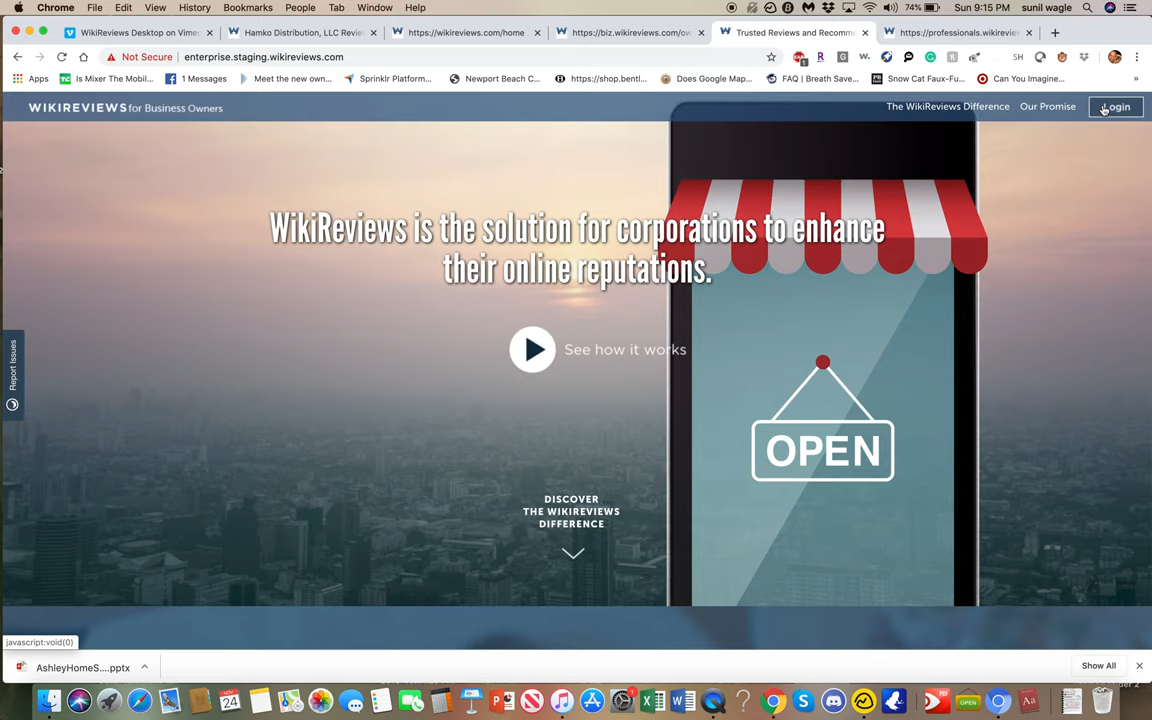 Chrome File Edit View History Bookmarks People Tab Window Help 74% Sun 9:15 PM sunil wagle
WikiReviews Desktop on Vime Hamko Distribution, LLC Revie https://wikireviews.com/home https://biz.wikireviews.com/ow Trusted Reviews and Recomm https://professionals.wikireview
Not Secure enterprise.staging.wikireviews.com SH
Apps Is Mixer The Mobil... 1 Messages Meet the new own... Sprinklr Platform... Newport Beach C... https://shop.bentl... Does Google Map... FAQ | Breath Save... Snow Cat Faux-Fu... Can You Imagine... »
WIKIREVIEWS for Business Owners The WikiReviews Difference Our Promise Login
WikiReviews is the solution for corporations to enhance
their online reputations.
See how it works
Report Issues
OPEN
DISCOVER
THE WIKIREVIEWS
DIFFERENCE
javascript:void(0)
AshleyHomeS....pptx Show All